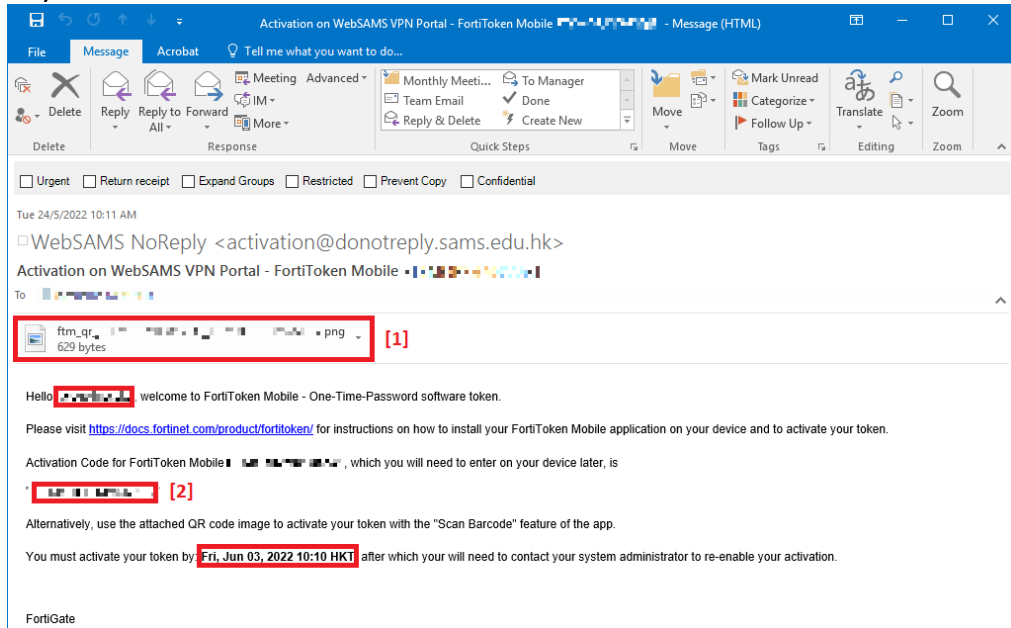 Activation on WebSAMS VPN Portal - FortiToken Mobile - Message (HTML)
File Message Acrobat Tell me what you want to do...
Delete Reply Reply to All Forward Meeting IM More Advanced Monthly Meeti... To Manager Team Email Done Reply & Delete Create New Move Mark Unread Categorize Follow Up Translate Zoom
Delete Response Quick Steps Move Tags Editing Zoom
Urgent Return receipt Expand Groups Restricted Prevent Copy Confidential
Tue 24/5/2022 10:11 AM
WebSAMS NoReply <activation@donotreply.sams.edu.hk>
Activation on WebSAMS VPN Portal - FortiToken Mobile
To
ftm_qr_ .png [1]
629 bytes
Hello , welcome to FortiToken Mobile - One-Time-Password software token.
Please visit https://docs.fortinet.com/product/fortitoken/ for instructions on how to install your FortiToken Mobile application on your device and to activate your token.
Activation Code for FortiToken Mobile , which you will need to enter on your device later, is
[2]
Alternatively, use the attached QR code image to activate your token with the "Scan Barcode" feature of the app.
You must activate your token by: Fri, Jun 03, 2022 10:10 HKT, after which your will need to contact your system administrator to re-enable your activation.
FortiGate